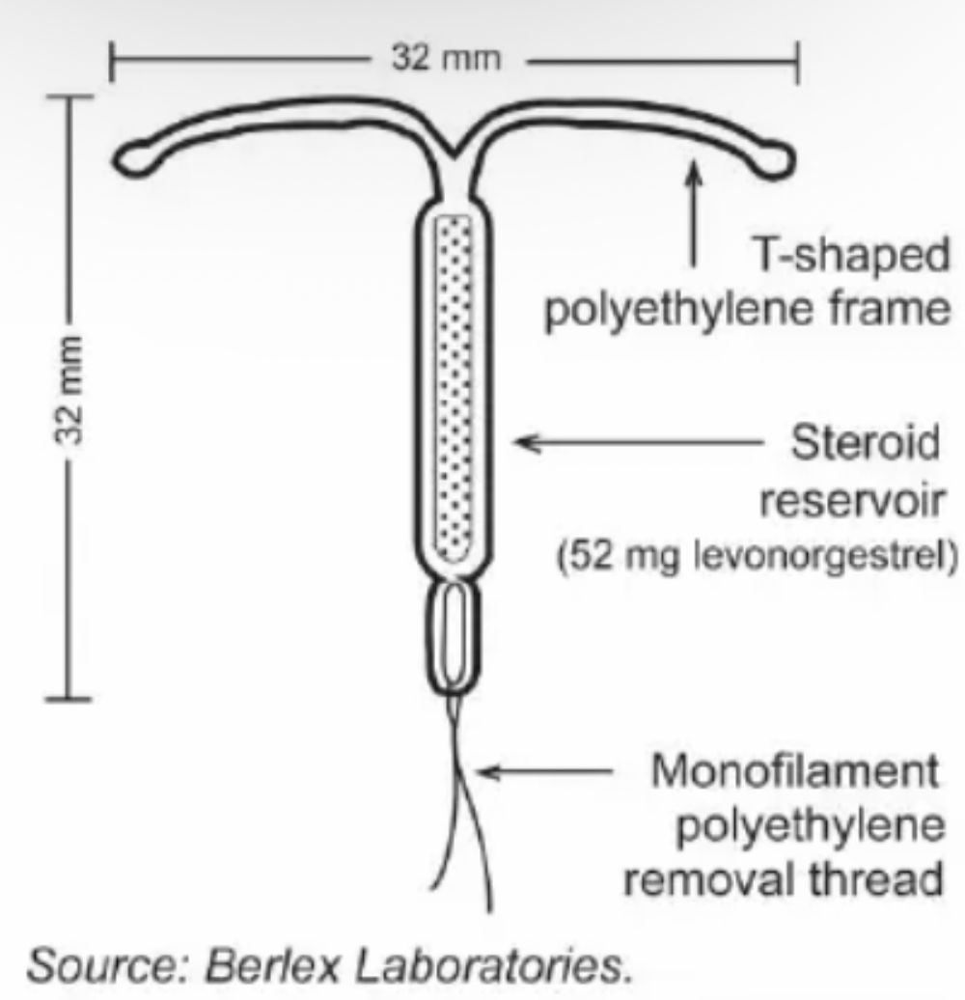 32 mm
32 mm
T-shaped
polyethylene frame
Steroid
reservoir
(52 mg levonorgestrel)
Monofilament
polyethylene
removal thread
Source: Berlex Laboratories.